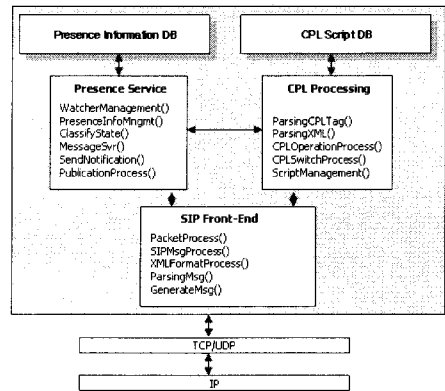 Presence Information DB
CPL Script DB
Presence Service
WatcherManagement()
PresenceInfoMngmt()
ClassifyState()
MessageSvr()
SendNotification()
PublicationProcess()
CPL Processing
ParsingCPLTag()
ParsingXML()
CPLOperationProcess()
CPLSwitchProcess()
ScriptManagement()
SIP Front-End
PacketProcess()
SIPMsgProcess()
XMLFormatProcess()
ParsingMsg()
GenerateMsg()
TCP/UDP
IP